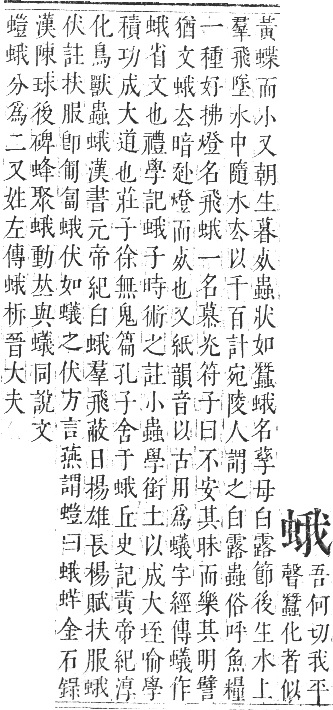 蛾
吾何切我平
聲蠶化者似
黃蝶而小又朝生暮㱙蟲狀如蠶蛾名孳母白露節後生水上
羣飛墜水中隨水厺以千百計宛陵人謂之白露蟲俗呼魚糧
一種好拂燈名飛蛾一名慕光符子曰不安其昧而樂其明譬
猶文蛾厺暗赴燈而㱙也又紙韻音以古用爲蟻字經傳蟻作
蛾省文也禮學記蛾子時術之註小蟲學銜土以成大垤喻學
積功成大道也莊子徐無鬼篇孔子舍于蛾丘史記黃帝紀淳
化鳥獸蟲蛾漢書元帝紀白蛾羣飛蔽日揚雄長楊賦扶服蛾
伏註扶服卽匍匐蛾伏如蟻之伏方言燕謂螘曰蛾蛘金石錄
漢陳球後碑蜂聚蛾動竝與蟻同說文
螘蛾分爲二又姓左傳蛾析晉大夫